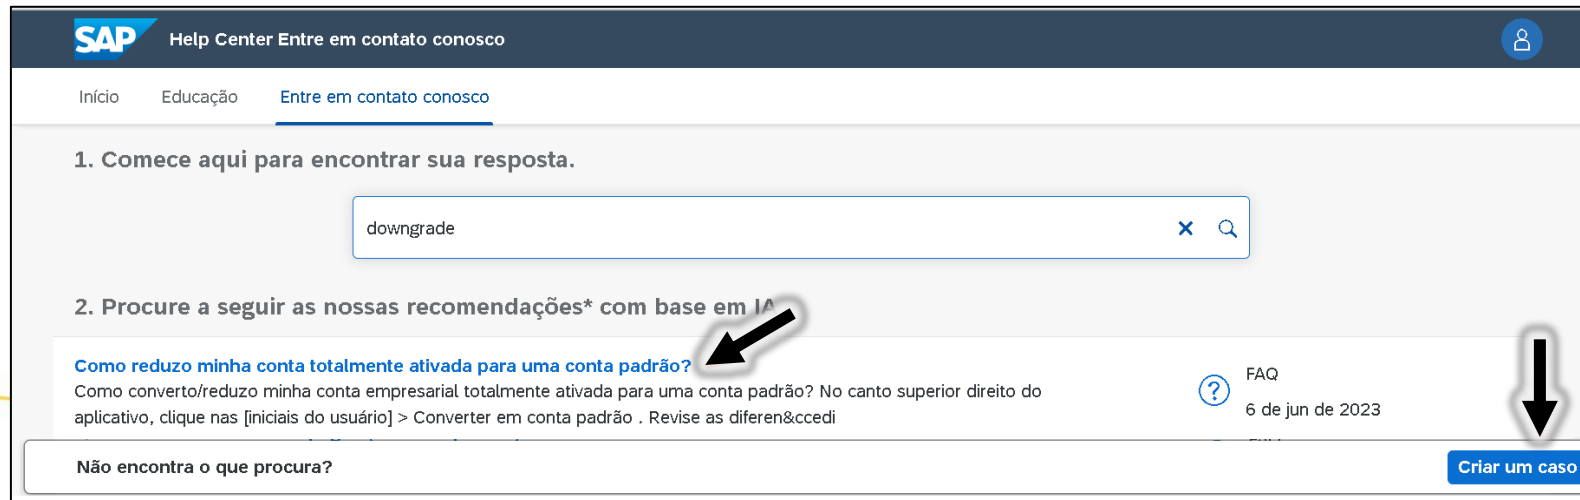 SAP Help Center Entre em contato conosco
Início Educação Entre em contato conosco
1. Comece aqui para encontrar sua resposta.
downgrade
2. Procure a seguir as nossas recomendações* com base em IA
Como reduzo minha conta totalmente ativada para uma conta padrão?
Como converto/reduzo minha conta empresarial totalmente ativada para uma conta padrão? No canto superior direito do
aplicativo, clique nas [iniciais do usuário] > Converter em conta padrão . Revise as diferen&ccedi
FAQ
6 de jun de 2023
Não encontra o que procura?
Criar um caso